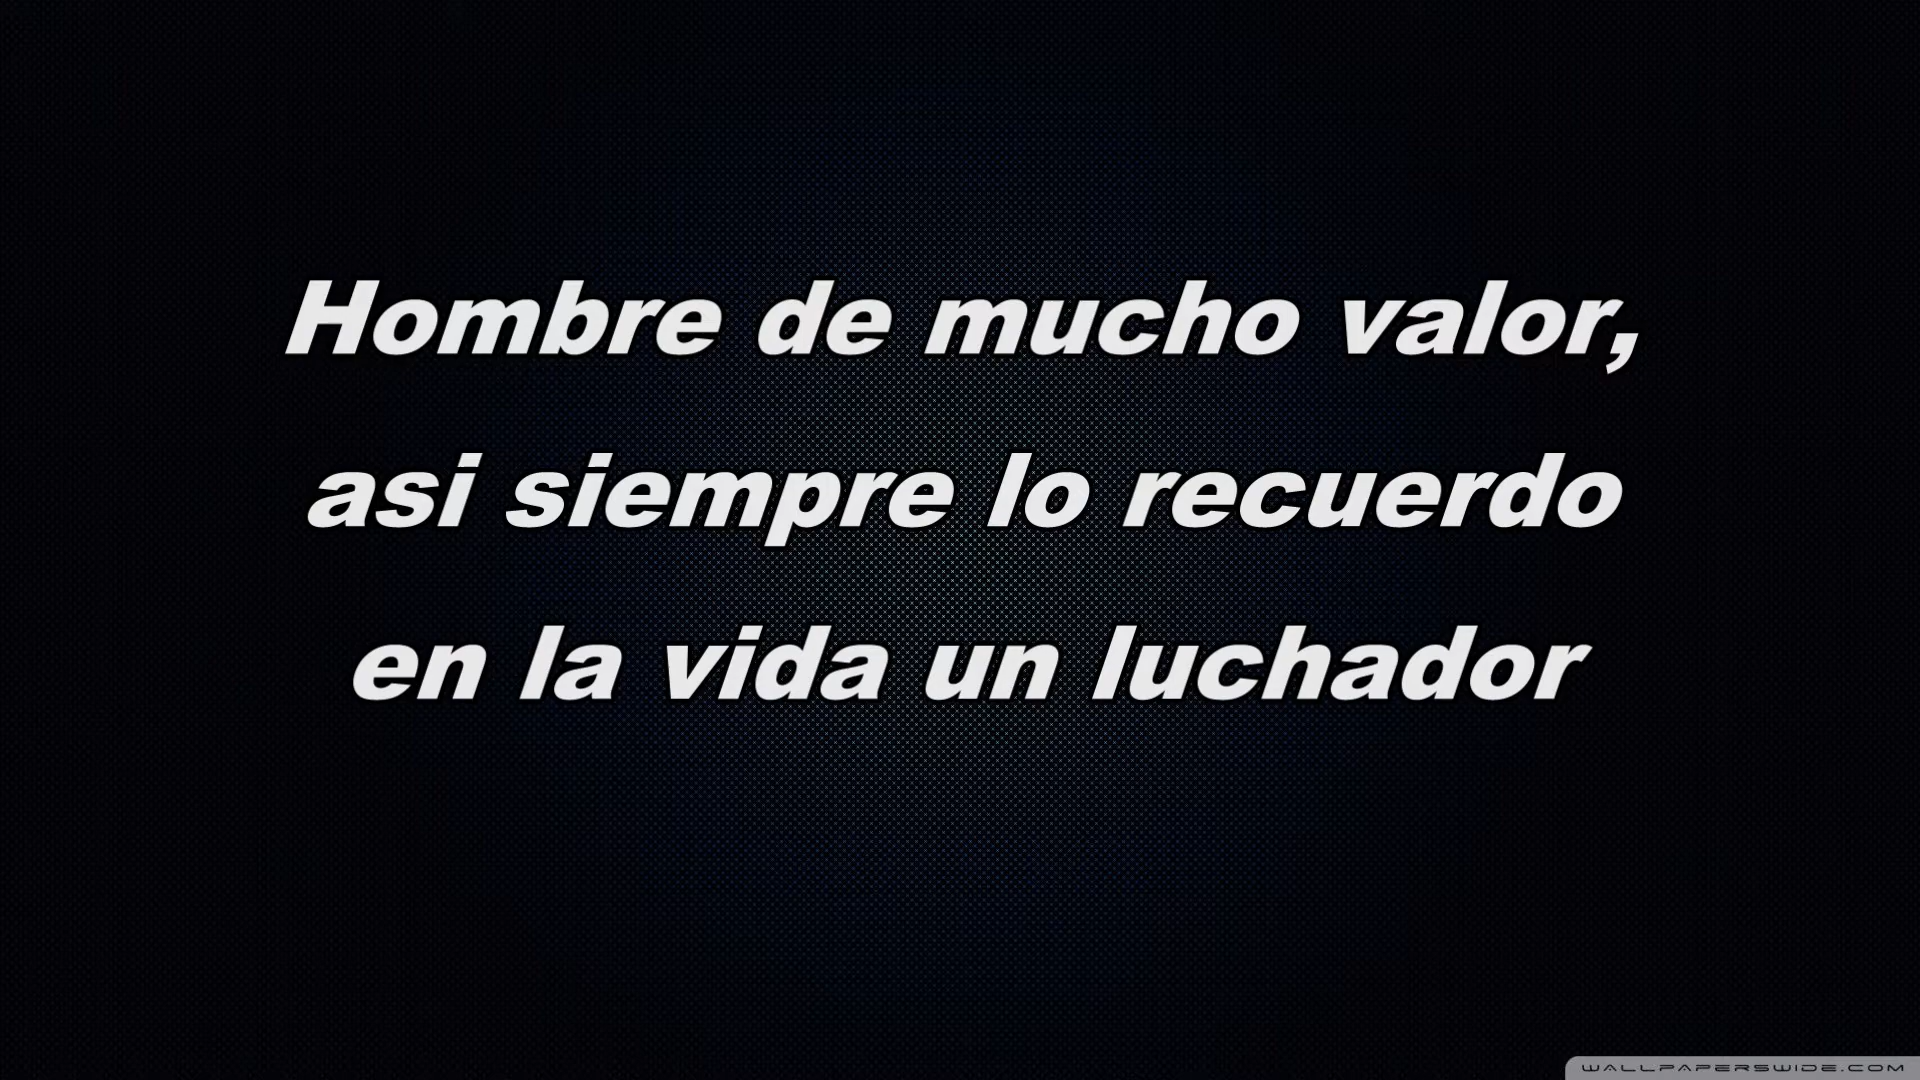 Hombre de mucho valor,
asi siempre lo recuerdo
en la vida un luchador
WALLPAPERSWIDE.COM